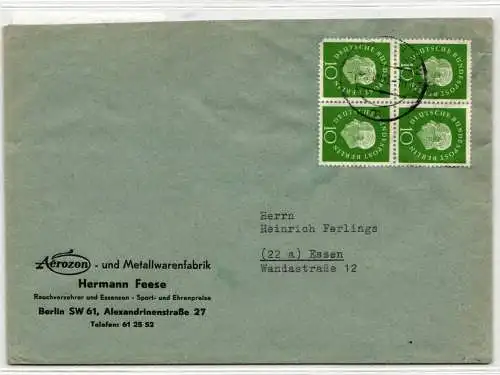 10 DEUTSCHE BUNDESPOST BERLIN
10 DEUTSCHE BUNDESPOST BERLIN
10 DEUTSCHE BUNDESPOST BERLIN
10 DEUTSCHE BUNDESPOST BERLIN
Herrn
Heinrich Ferlings
(22 a) Essen
Wandastraße 12
Aerozon - und Metallwarenfabrik
Hermann Feese
Rauchverzehrer und Essenzen - Sport- und Ehrenpreise
Berlin SW 61, Alexandrinenstraße 27
Telefon: 61 25 52